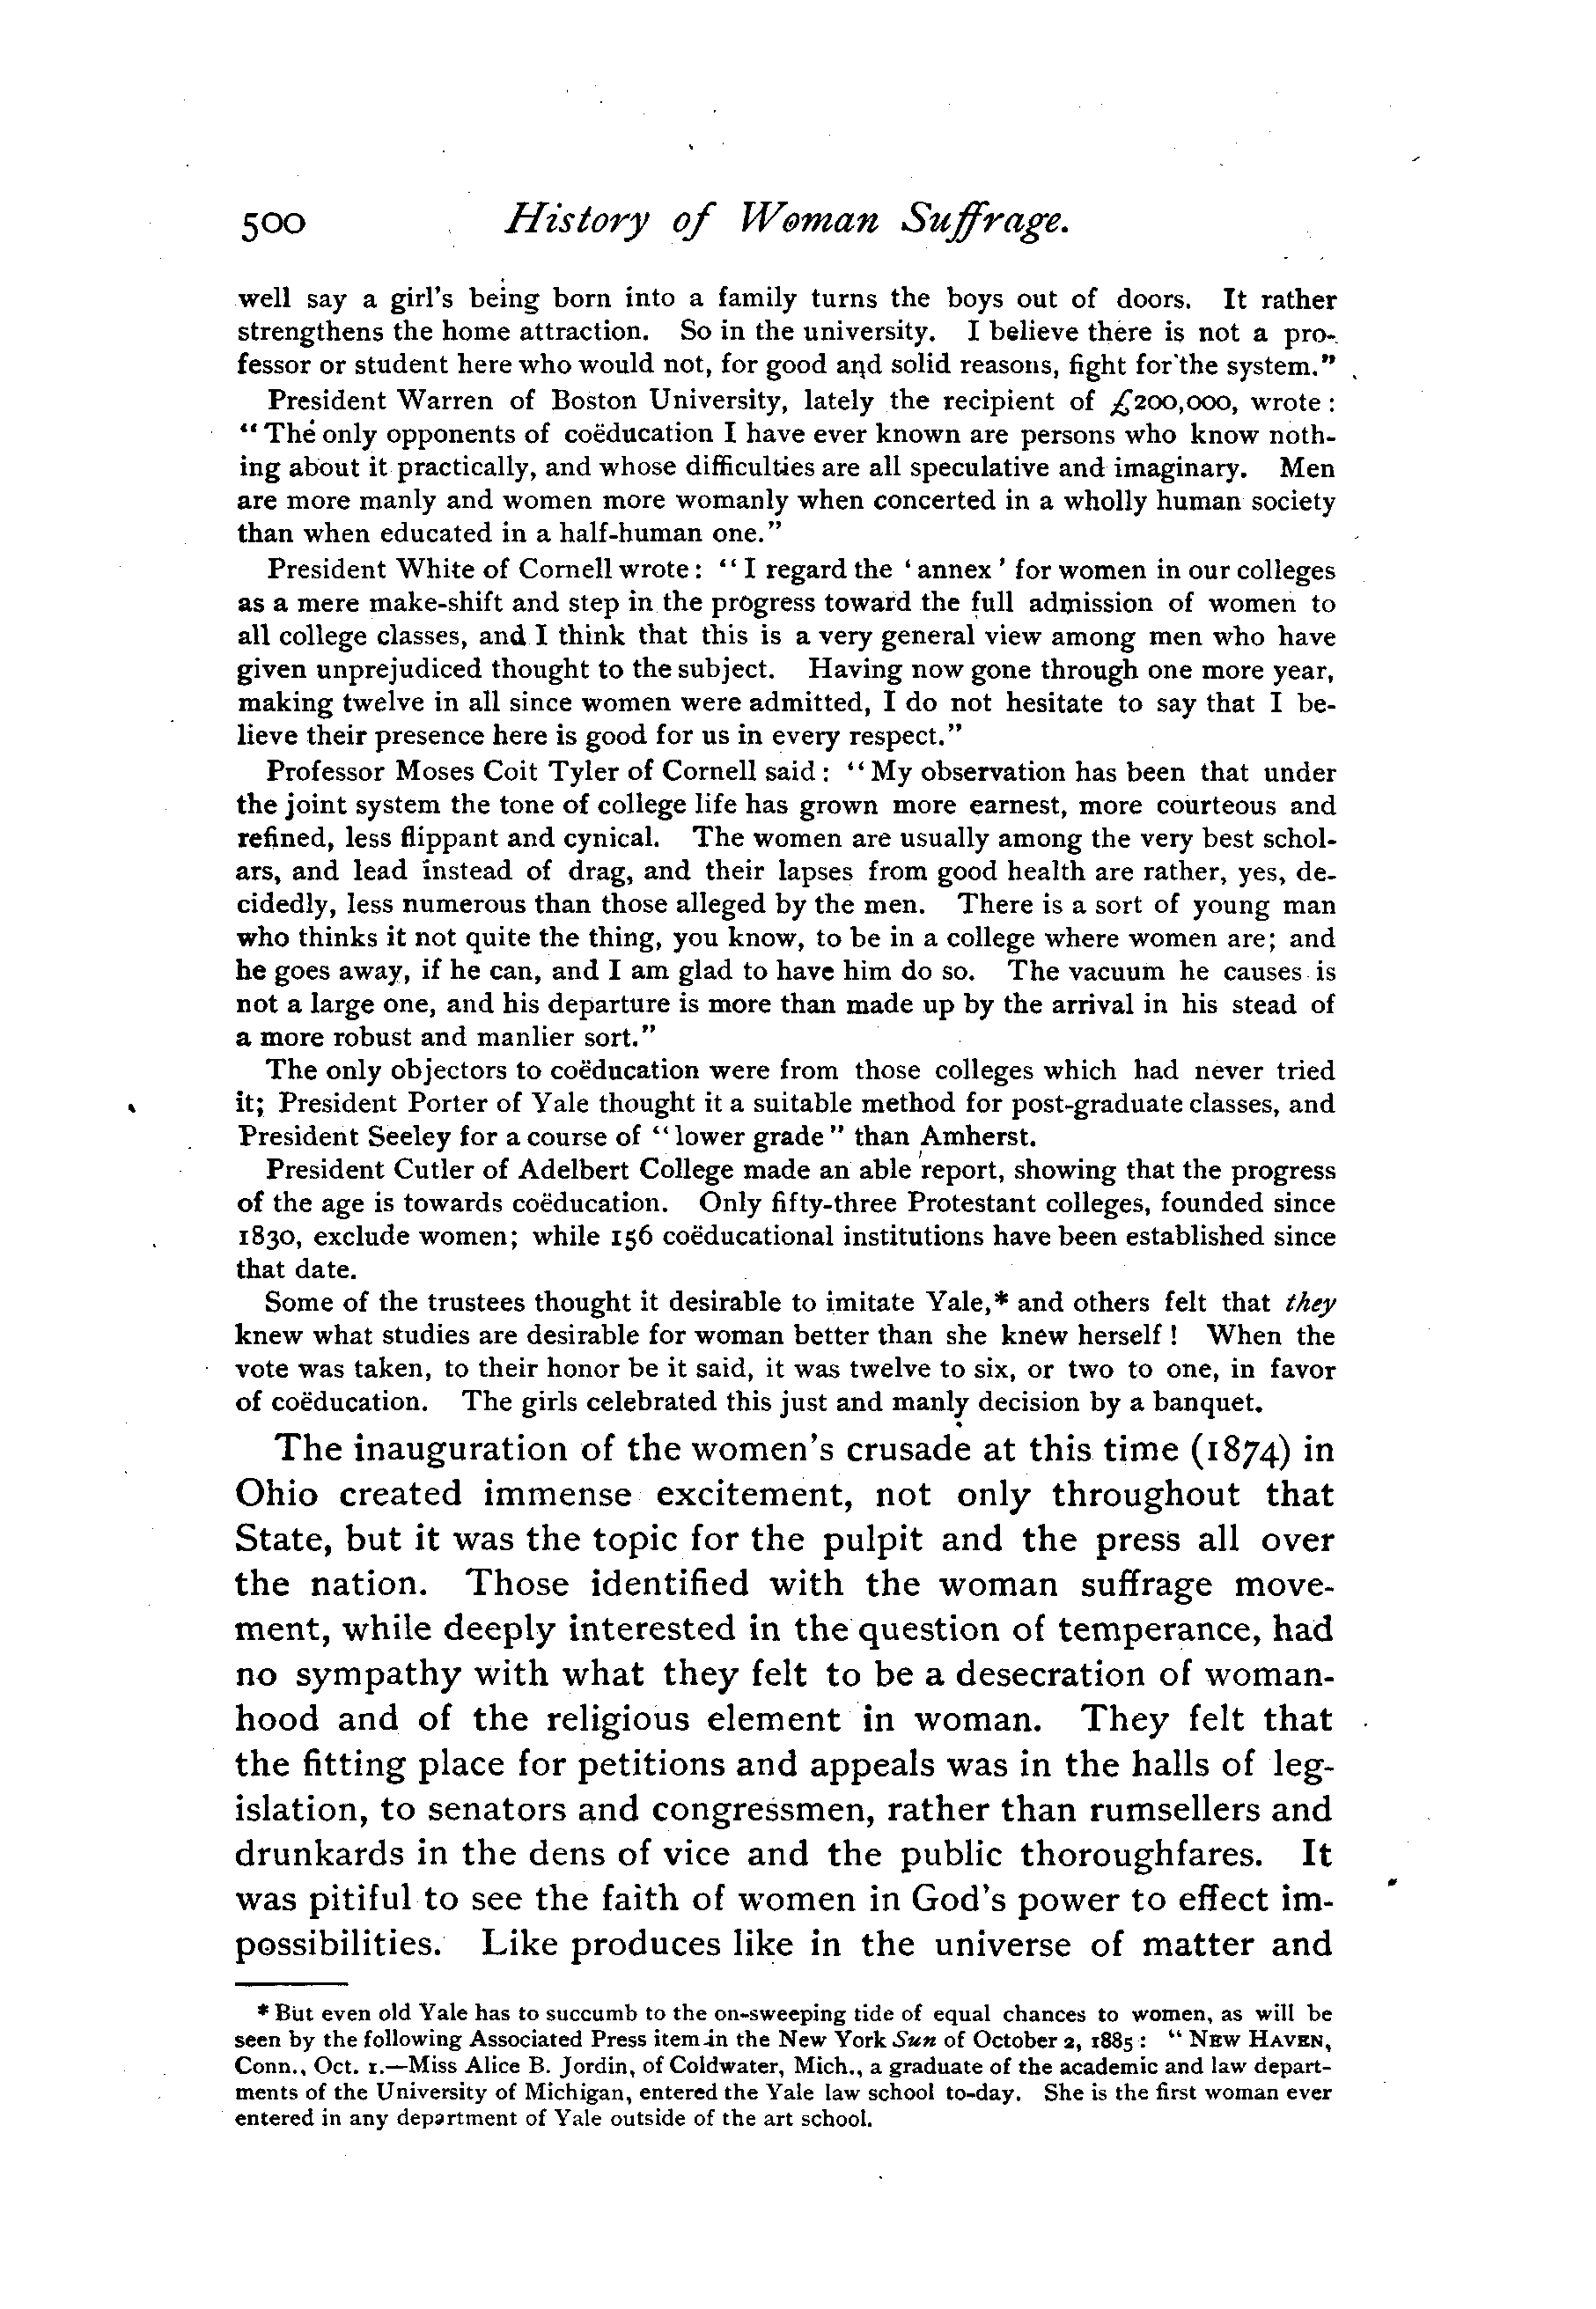 500 History of Woman Suffrage.
well say a girl's being born into a family turns the boys out of doors. It rather
strengthens the home attraction. So in the university. I believe there is not a pro-
fessor or student here who would not, for good and solid reasons, fight for the system."
President Warren of Boston University, lately the recipient of £200,000, wrote:
"The only opponents of coëducation I have ever known are persons who know noth-
ing about it practically, and whose difficulties are all speculative and imaginary. Men
are more manly and women more womanly when concerted in a wholly human society
than when educated in a half-human one."
President White of Cornell wrote: "I regard the 'annex' for women in our colleges
as a mere make-shift and step in the progress toward the full admission of women to
all college classes, and I think that this is a very general view among men who have
given unprejudiced thought to the subject. Having now gone through one more year,
making twelve in all since women were admitted, I do not hesitate to say that I be-
lieve their presence here is good for us in every respect."
Professor Moses Coit Tyler of Cornell said: "My observation has been that under
the joint system the tone of college life has grown more earnest, more courteous and
refined, less flippant and cynical. The women are usually among the very best schol-
ars, and lead instead of drag, and their lapses from good health are rather, yes, de-
cidedly, less numerous than those alleged by the men. There is a sort of young man
who thinks it not quite the thing, you know, to be in a college where women are; and
he goes away, if he can, and I am glad to have him do so. The vacuum he causes is
not a large one, and his departure is more than made up by the arrival in his stead of
a more robust and manlier sort."
The only objectors to coëducation were from those colleges which had never tried
it; President Porter of Yale thought it a suitable method for post-graduate classes, and
President Seeley for a course of "lower grade" than Amherst.
President Cutler of Adelbert College made an able report, showing that the progress
of the age is towards coëducation. Only fifty-three Protestant colleges, founded since
1830, exclude women; while 156 coëducational institutions have been established since
that date.
Some of the trustees thought it desirable to imitate Yale,* and others felt that they
knew what studies are desirable for woman better than she knew herself! When the
vote was taken, to their honor be it said, it was twelve to six, or two to one, in favor
of coëducation. The girls celebrated this just and manly decision by a banquet.
The inauguration of the women's crusade at this time (1874) in
Ohio created immense excitement, not only throughout that
State, but it was the topic for the pulpit and the press all over
the nation. Those identified with the woman suffrage move-
ment, while deeply interested in the question of temperance, had
no sympathy with what they felt to be a desecration of woman-
hood and of the religious element in woman. They felt that
the fitting place for petitions and appeals was in the halls of leg-
islation, to senators and congressmen, rather than rumsellers and
drunkards in the dens of vice and the public thoroughfares. It
was pitiful to see the faith of women in God's power to effect im-
possibilities. Like produces like in the universe of matter and
* But even old Yale has to succumb to the on-sweeping tide of equal chances to women, as will be
seen by the following Associated Press item in the New York Sun of October 2, 1885: "NEW HAVEN,
Conn., Oct. 1.—Miss Alice B. Jordin, of Coldwater, Mich., a graduate of the academic and law depart-
ments of the University of Michigan, entered the Yale law school to-day. She is the first woman ever
entered in any department of Yale outside of the art school.